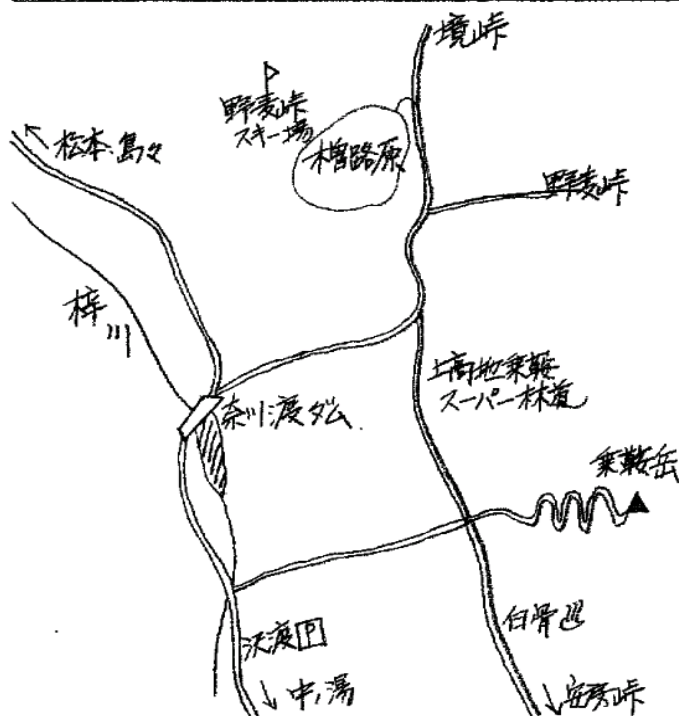 境峠
野麦峠
スキー場
木曽路原
松本.島々
野麦峠
梓
川
上高地乗鞍
スーパー林道
奈川渡ダム
乗鞍岳
沢渡P
白骨♨
中ノ湯
安房峠